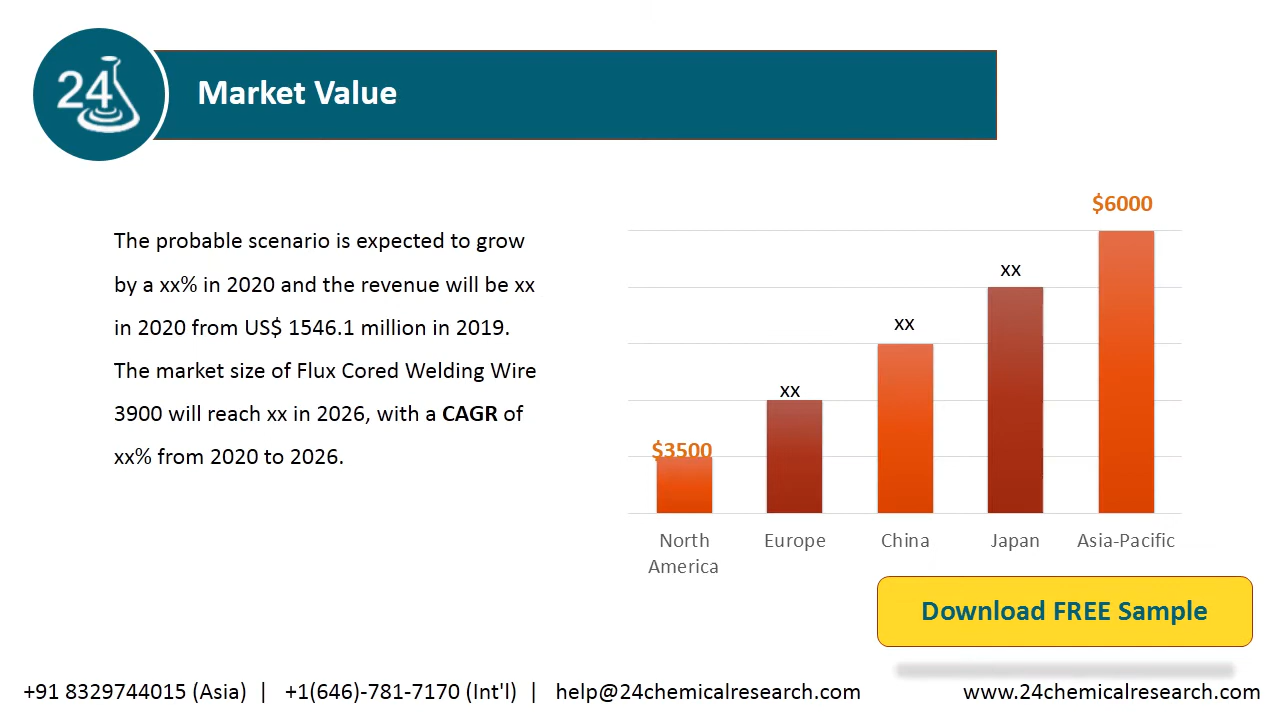 24
Market Value
The probable scenario is expected to grow
by a xx% in 2020 and the revenue will be xx
in 2020 from US$ 1546.1 million in 2019.
The market size of Flux Cored Welding Wire
3900 will reach xx in 2026, with a CAGR of
xx% from 2020 to 2026.
$3500
xx
xx
xx
$6000
North
America
Europe
China
Japan
Asia-Pacific
Download FREE Sample
+91 8329744015 (Asia) | +1(646)-781-7170 (Int'l) | help@24chemicalresearch.com www.24chemicalresearch.com